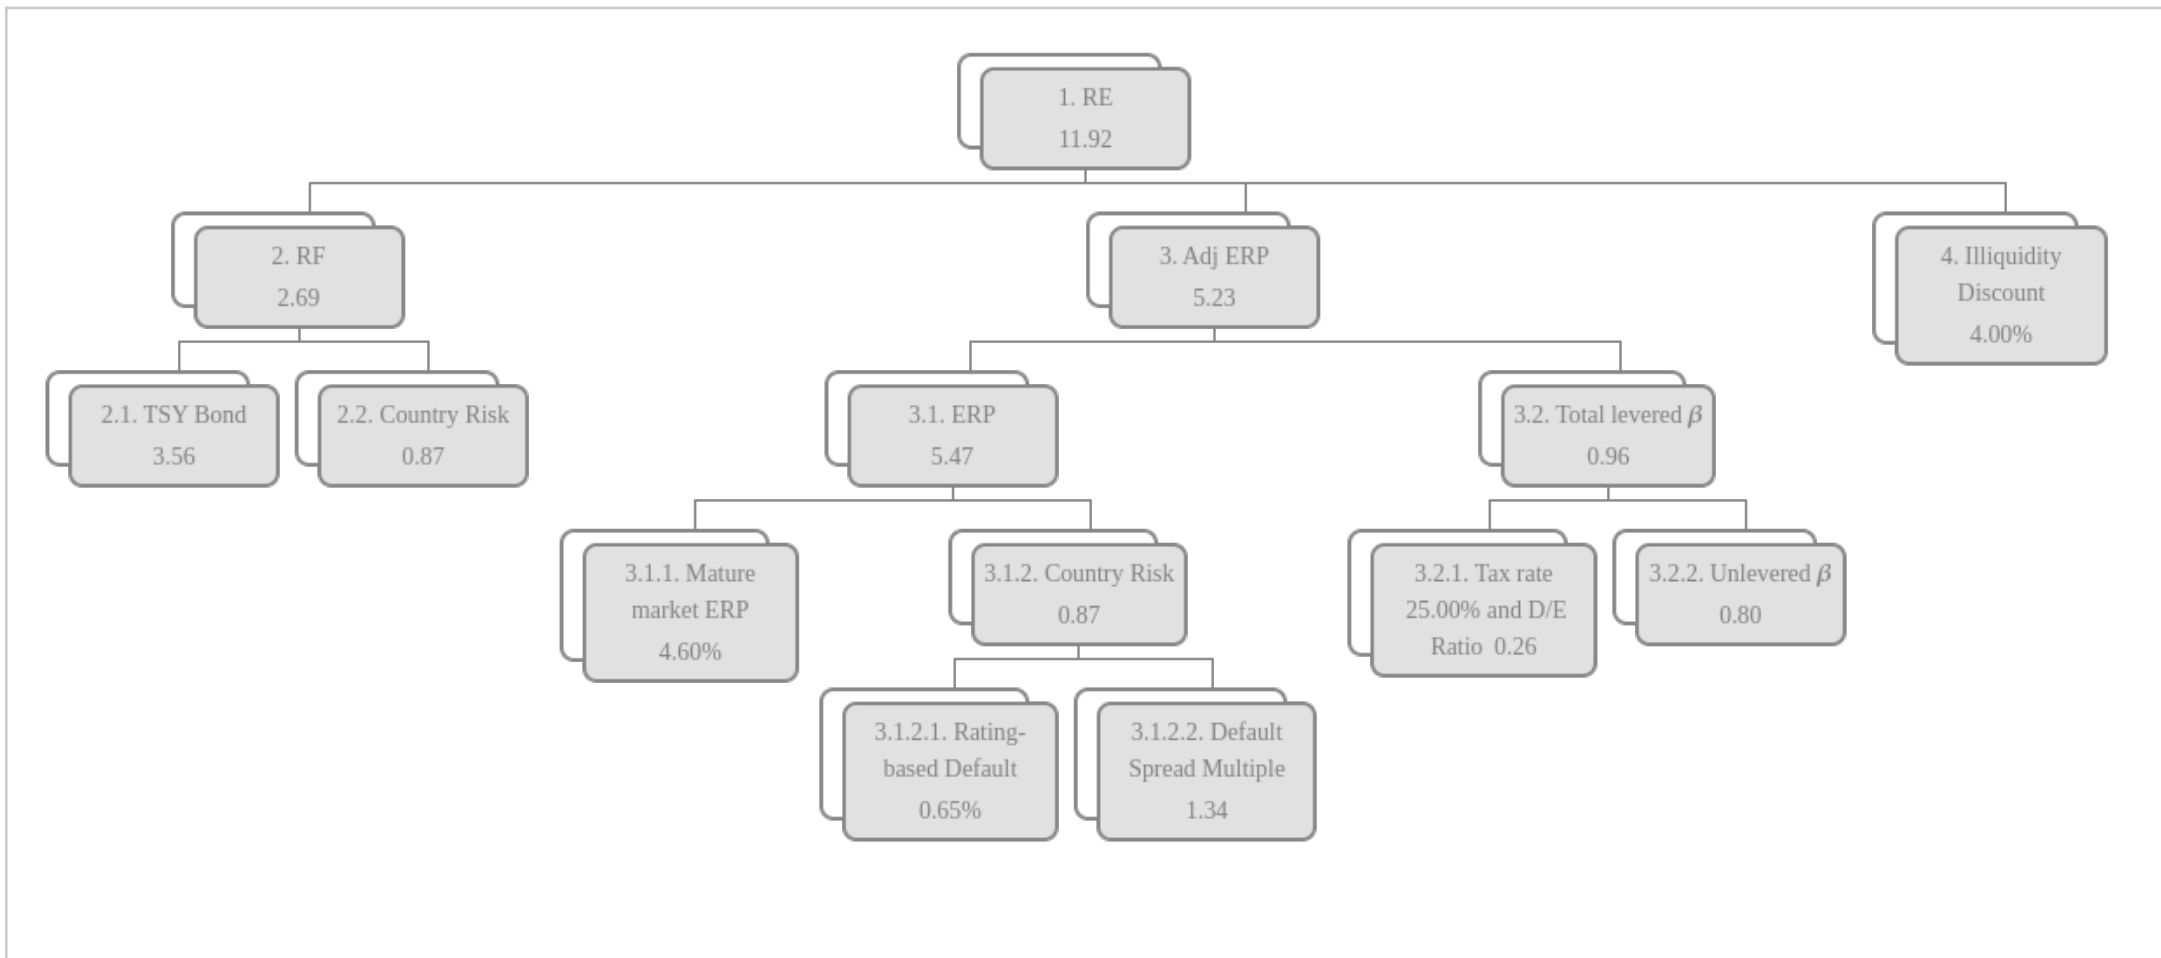 1. RE
11.92
2. RF
2.69
3. Adj ERP
5.23
4. Illiquidity
Discount
4.00%
2.1. TSY Bond
3.56
2.2. Country Risk
0.87
3.1. ERP
5.47
3.2. Total levered β
0.96
3.1.1. Mature
market ERP
4.60%
3.1.2. Country Risk
0.87
3.2.1. Tax rate
25.00% and D/E
Ratio 0.26
3.2.2. Unlevered β
0.80
3.1.2.1. Rating-
based Default
0.65%
3.1.2.2. Default
Spread Multiple
1.34